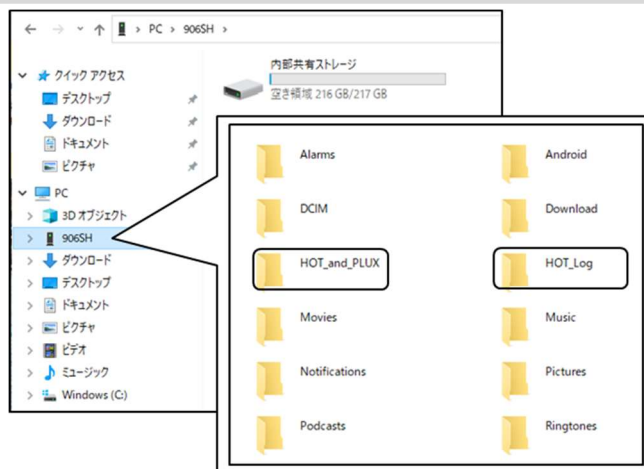 PC › 906SH ›
クイック アクセス
デスクトップ
ダウンロード
ドキュメント
ピクチャ
PC
3D オブジェクト
906SH
ダウンロード
デスクトップ
ドキュメント
ピクチャ
ビデオ
ミュージック
Windows (C:)
内部共有ストレージ
空き領域 216 GB/217 GB
Alarms
Android
DCIM
Download
HOT_and_PLUX
HOT_Log
Movies
Music
Notifications
Pictures
Podcasts
Ringtones